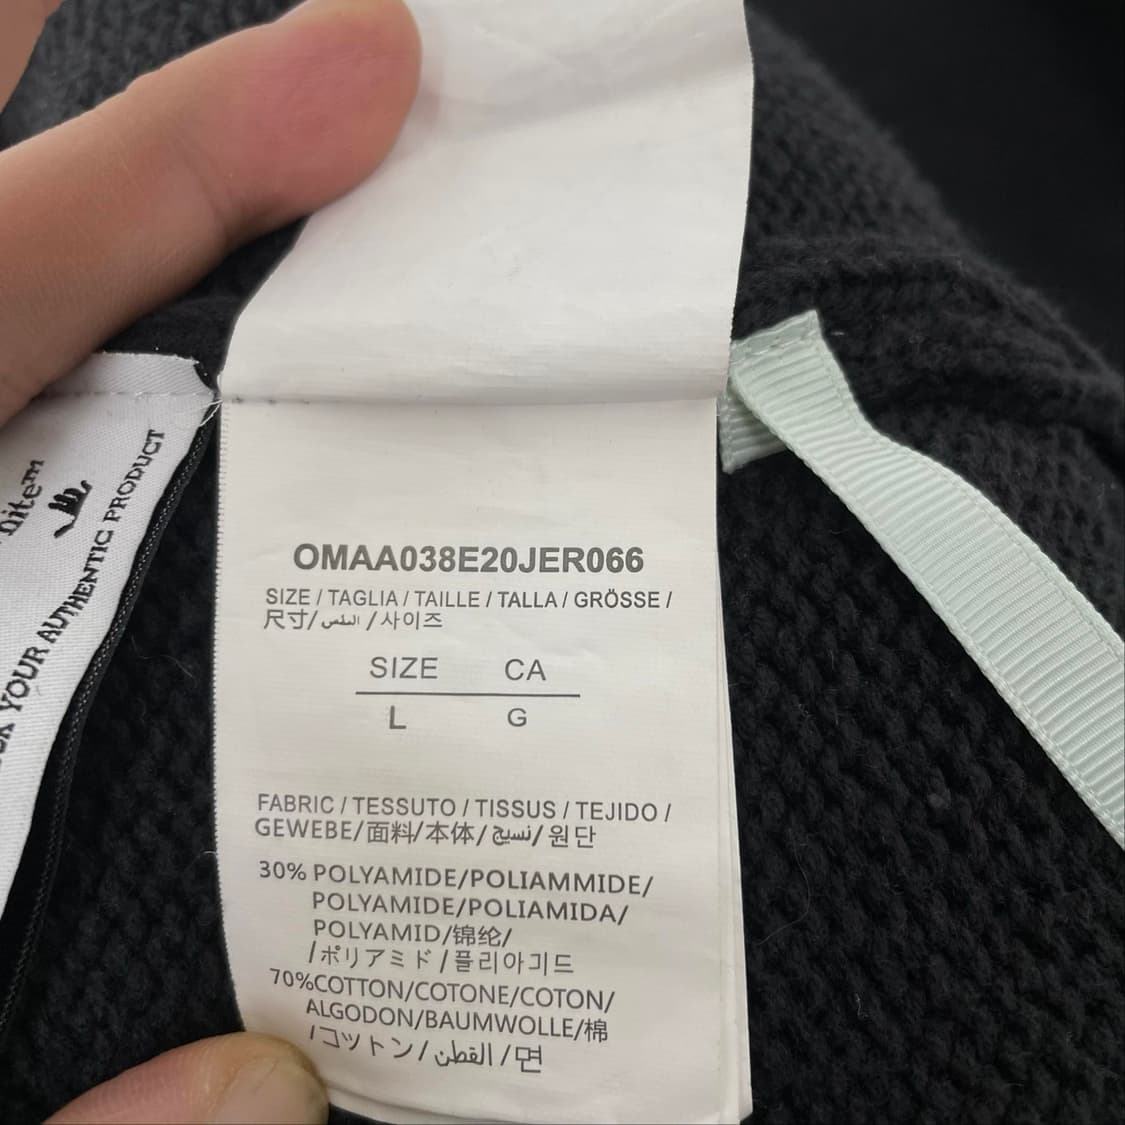 OMAA038E20JER066
SIZE / TAGLIA / TAILLE / TALLA / GRÖSSE /
尺寸/ المقاس /사이즈
SIZE CA
L G
FABRIC / TESSUTO / TISSUS / TEJIDO /
GEWEBE/面料/本体/نسيج/원단
30% POLYAMIDE/POLIAMMIDE/
POLYAMIDE/POLIAMIDA/
POLYAMID/锦纶/
/ポリアミド/폴리아미드
70%COTTON/COTONE/COTON/
ALGODON/BAUMWOLLE/棉
/コットン/القطن/면
YOUR AUTHENTIC PRODUCT